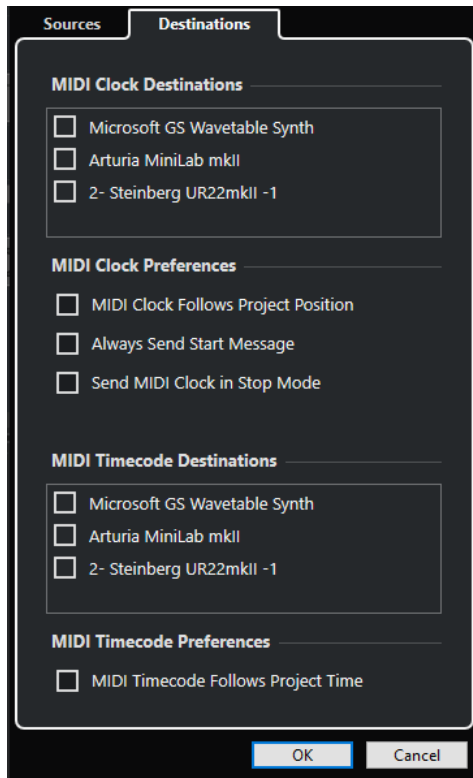 Sources
Destinations
MIDI Clock Destinations
Microsoft GS Wavetable Synth
Arturia MiniLab mkII
2- Steinberg UR22mkII -1
MIDI Clock Preferences
MIDI Clock Follows Project Position
Always Send Start Message
Send MIDI Clock in Stop Mode
MIDI Timecode Destinations
Microsoft GS Wavetable Synth
Arturia MiniLab mkII
2- Steinberg UR22mkII -1
MIDI Timecode Preferences
MIDI Timecode Follows Project Time
OK
Cancel